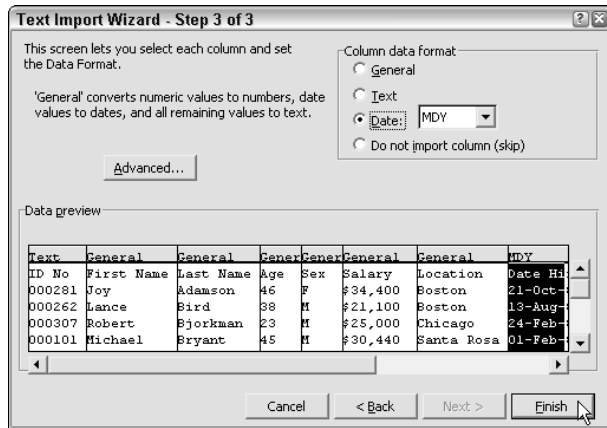 Text Import Wizard - Step 3 of 3
This screen lets you select each column and set
the Data Format.
'General' converts numeric values to numbers, date
values to dates, and all remaining values to text.
Advanced...
Column data format
General
Text
Date: MDY
Do not import column (skip)
Data preview
Text General General GenerGenerGeneral General MDY
ID No First Name Last Name Age Sex Salary Location Date Hi
000281 Joy Adamson 46 F $34,400 Boston 21-Oct-
000262 Lance Bird 38 M $21,100 Boston 13-Aug-
000307 Robert Bjorkman 23 M $25,000 Chicago 24-Feb-
000101 Michael Bryant 45 M $30,440 Santa Rosa 01-Feb-
Cancel < Back Next > Finish